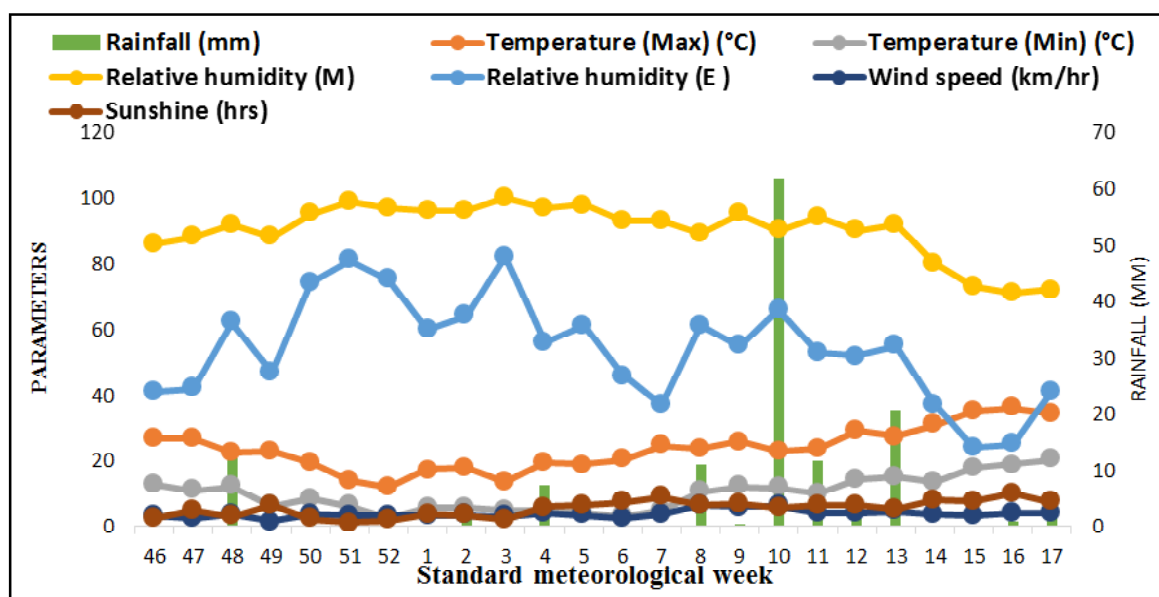 Rainfall (mm) Temperature (Max) (°C) Temperature (Min) (°C)
Relative humidity (M) Relative humidity (E ) Wind speed (km/hr)
Sunshine (hrs)
120 70
100 60
80 50
60 40
40 30
20 20
0 10
0
PARAMETERS
RAINFALL (MM)
46 47 48 49 50 51 52 1 2 3 4 5 6 7 8 9 10 11 12 13 14 15 16 17
Standard meteorological week